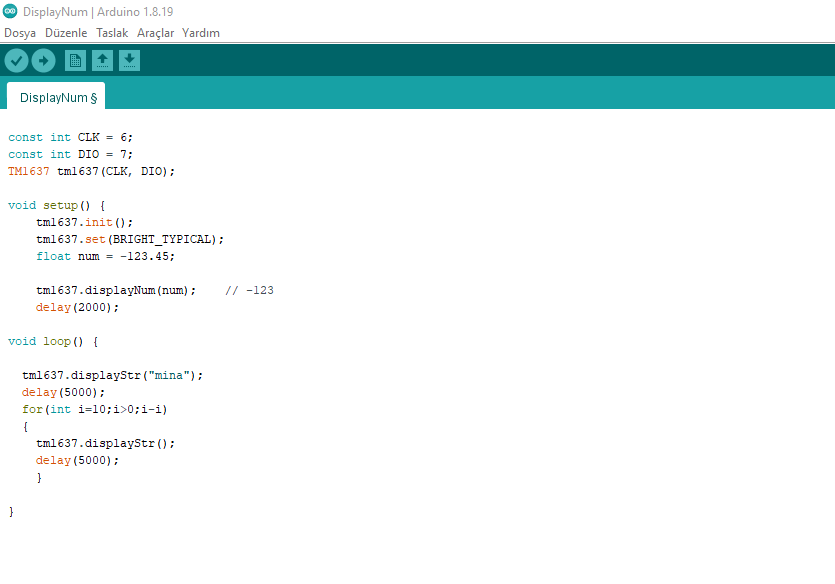 DisplayNum | Arduino 1.8.19
Dosya Düzenle Taslak Araçlar Yardım
DisplayNum §
const int CLK = 6;
const int DIO = 7;
TM1637 tm1637(CLK, DIO);
void setup() {
    tm1637.init();
    tm1637.set(BRIGHT_TYPICAL);
    float num = -123.45;
    tm1637.displayNum(num);    // -123
    delay(2000);
void loop() {
  tm1637.displayStr("mina");
  delay(5000);
  for(int i=10;i>0;i-i)
  {
    tm1637.displayStr();
    delay(5000);
    }
}